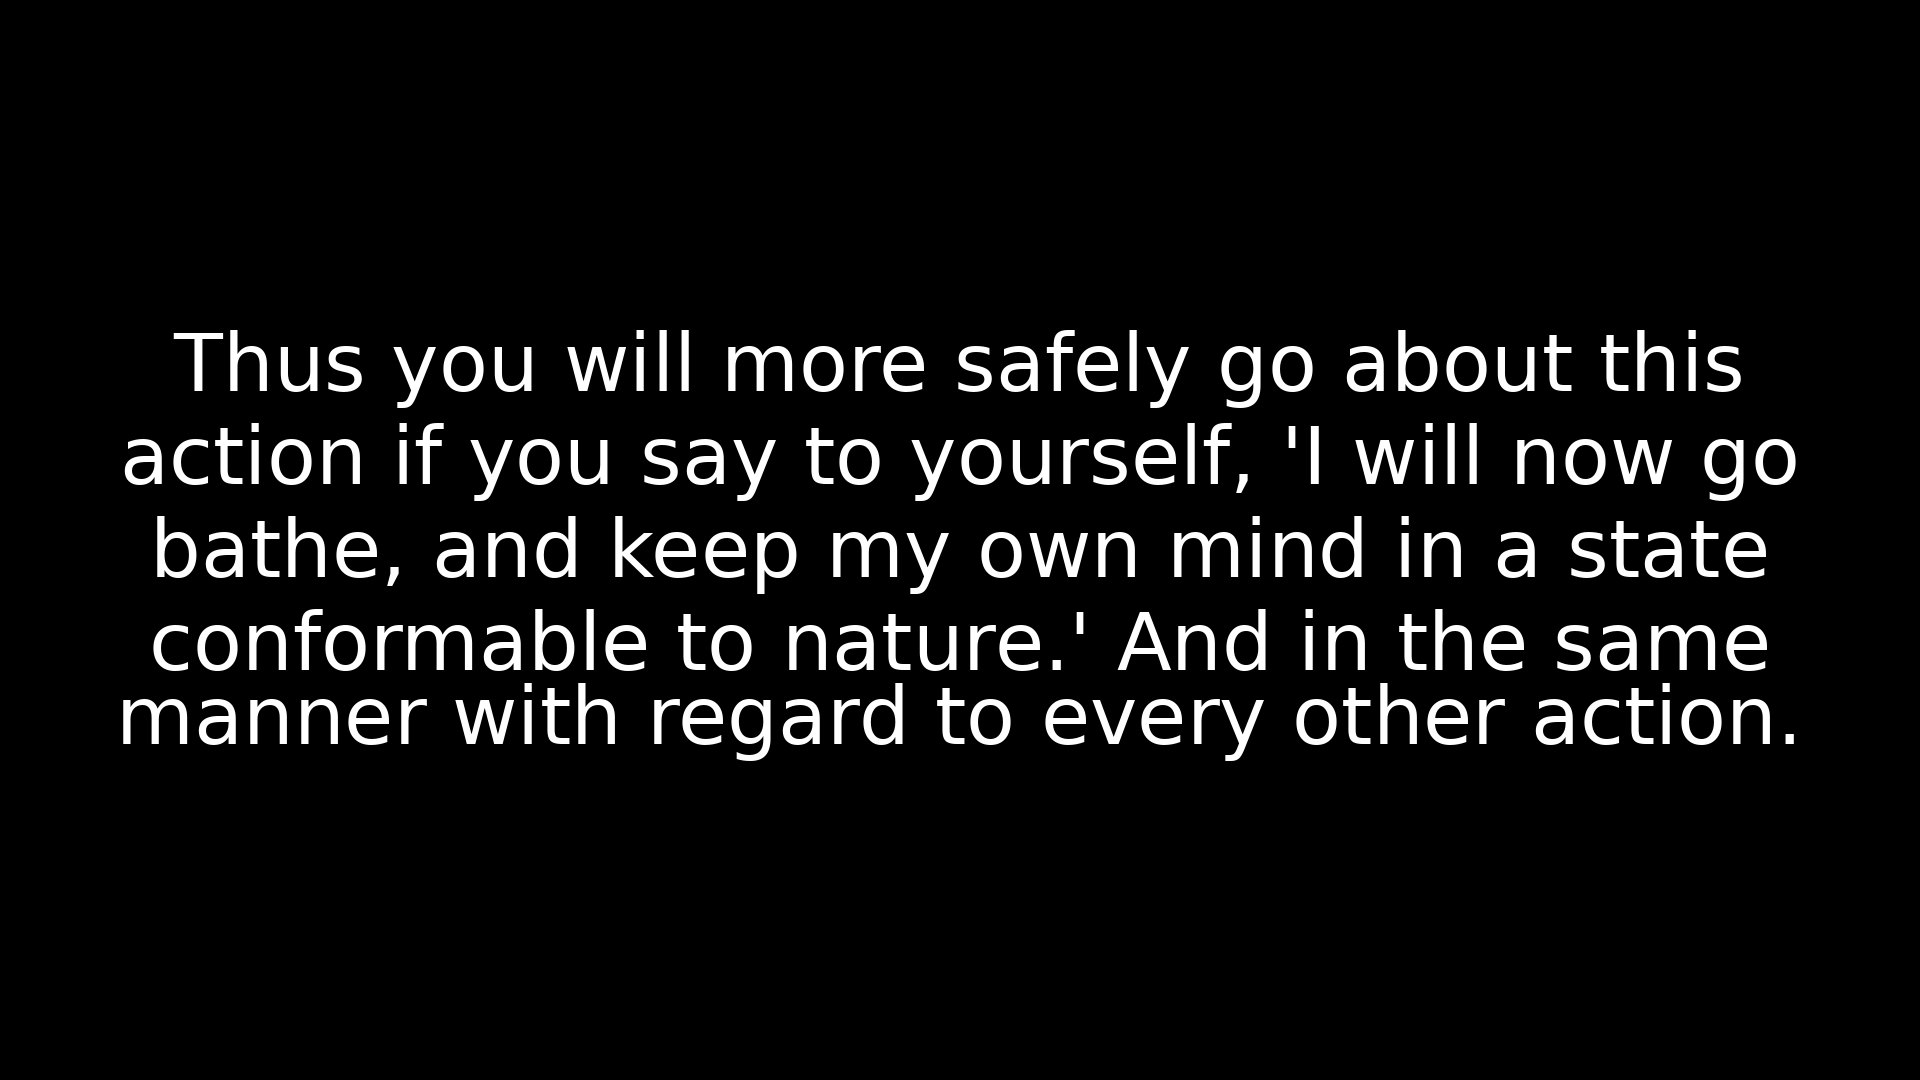 Thus you will more safely go about this
action if you say to yourself, 'I will now go
bathe, and keep my own mind in a state
conformable to nature.' And in the same
manner with regard to every other action.